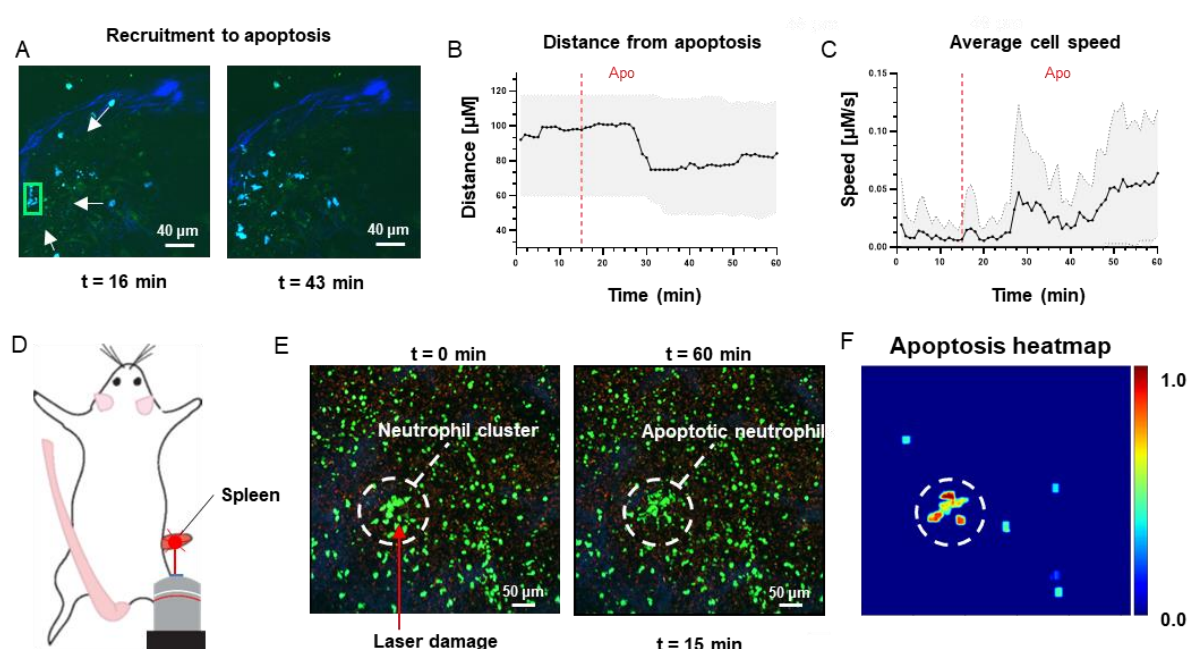 A
Recruitment to apoptosis
40 µm
40 µm
t = 16 min
t = 43 min
B
Distance from apoptosis
Apo
Distance [µM]
120
100
80
60
40
0 10 20 30 40 50 60
Time (min)
C
Average cell speed
Apo
Speed [µM/s]
0.15
0.10
0.05
0.00
0 10 20 30 40 50 60
Time (min)
D
Spleen
E
t = 0 min
Neutrophil cluster
50 µm
Laser damage
t = 60 min
Apoptotic neutrophil
50 µm
t = 15 min
F
Apoptosis heatmap
1.0
0.0